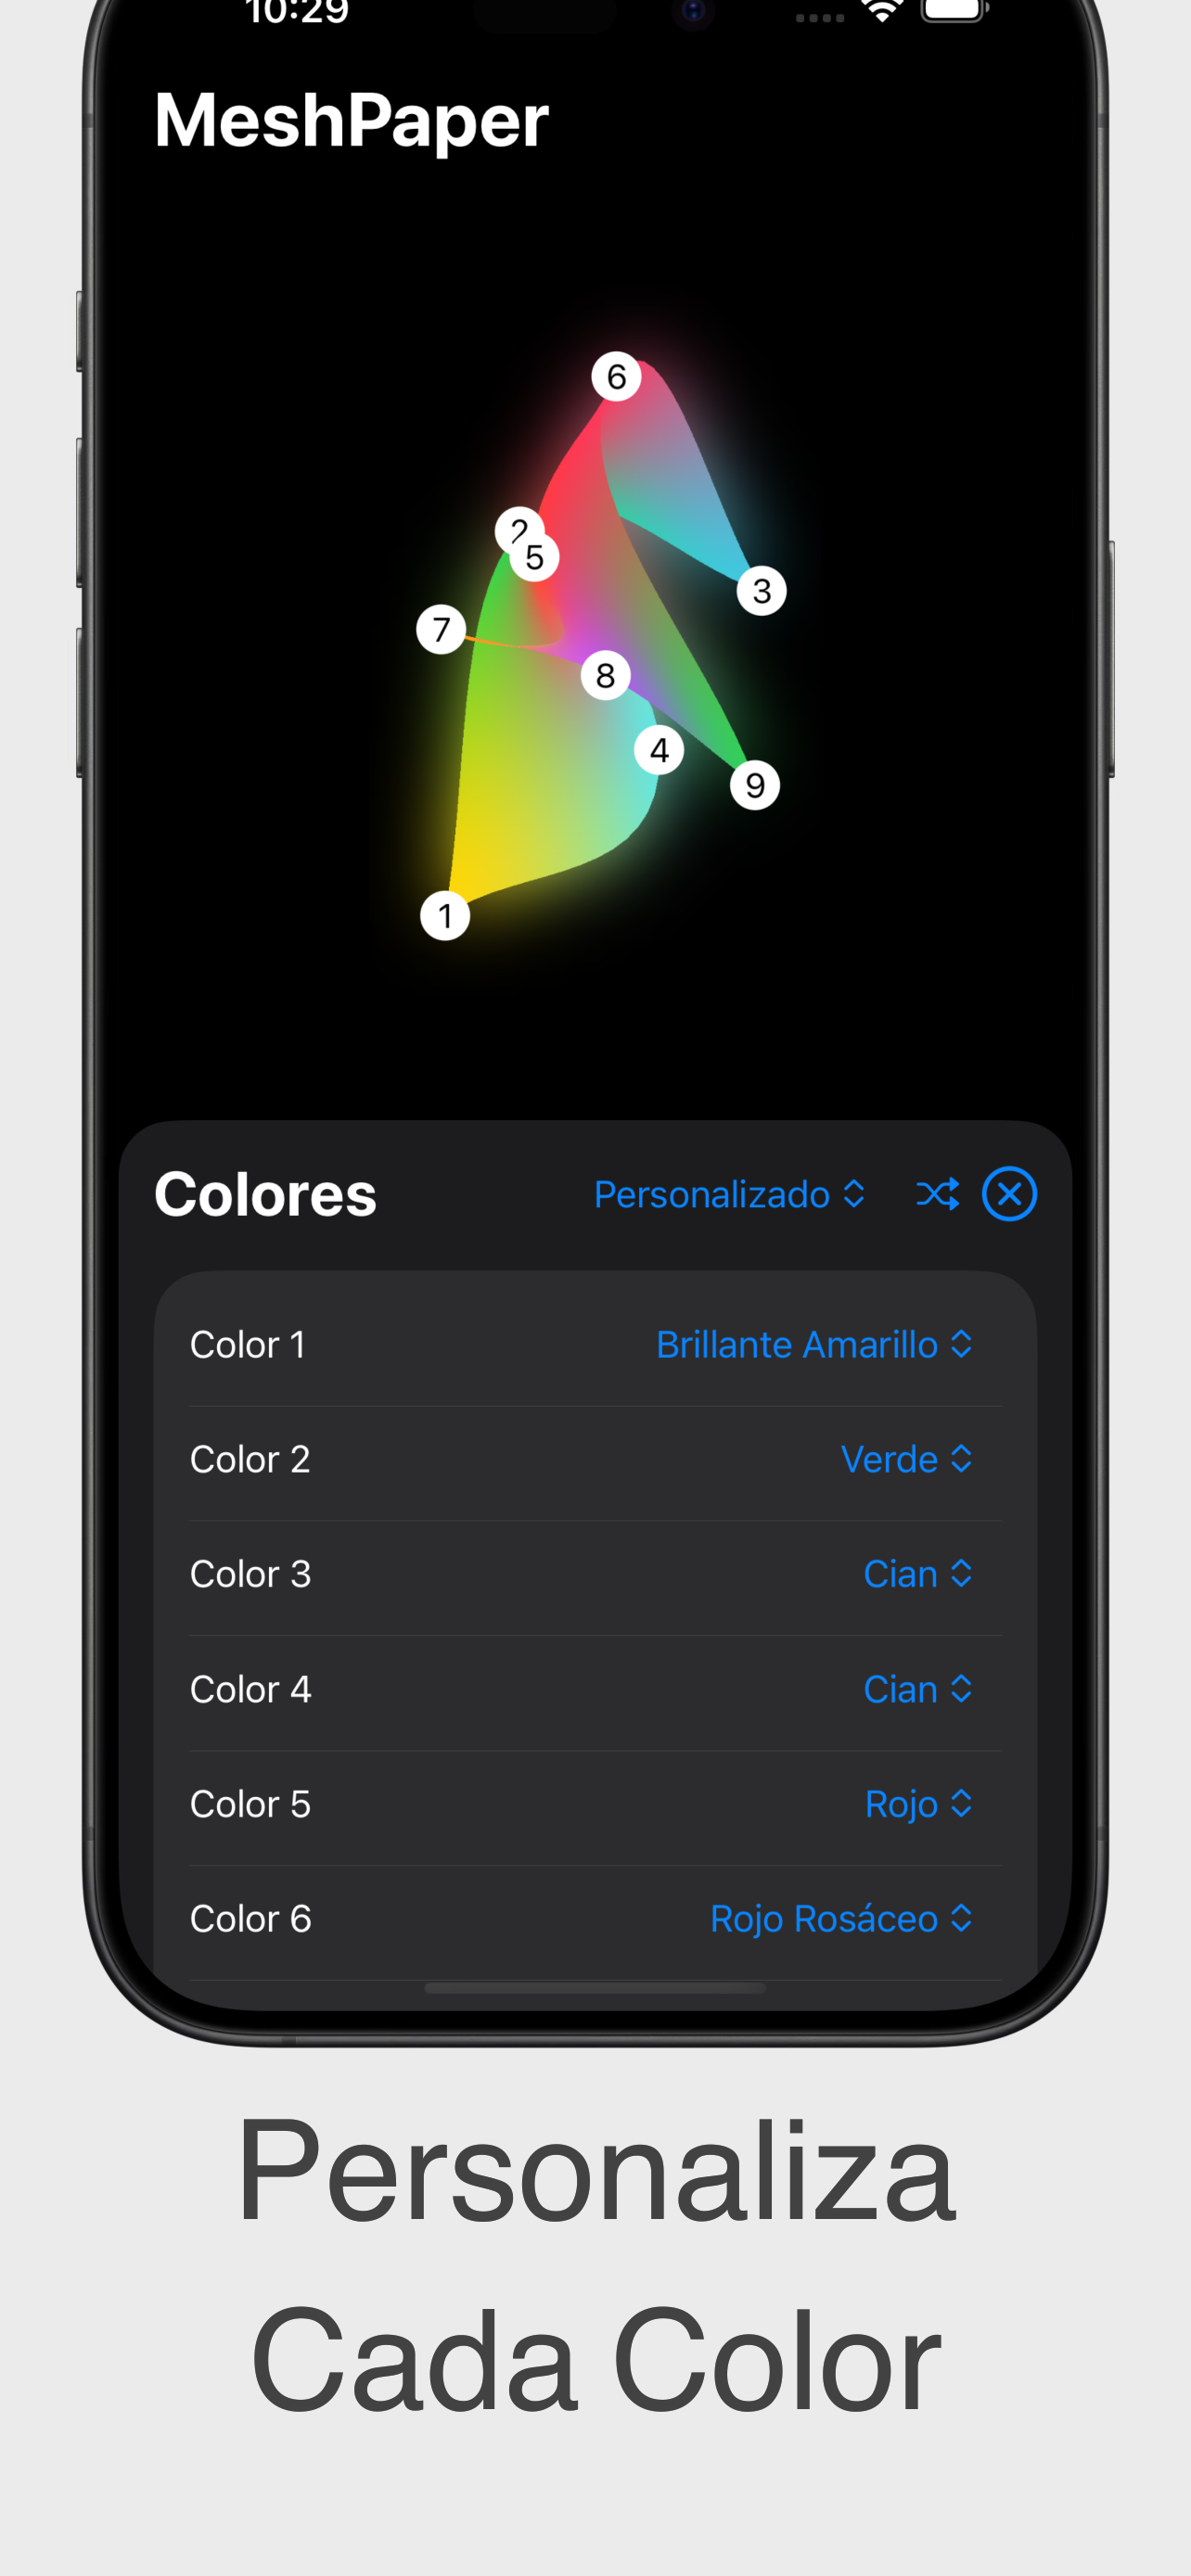 10:29
MeshPaper
6
2
5
3
7
8
4
9
1
Colores Personalizado
Color 1 Brillante Amarillo
Color 2 Verde
Color 3 Cian
Color 4 Cian
Color 5 Rojo
Color 6 Rojo Rosáceo
Personaliza
Cada Color